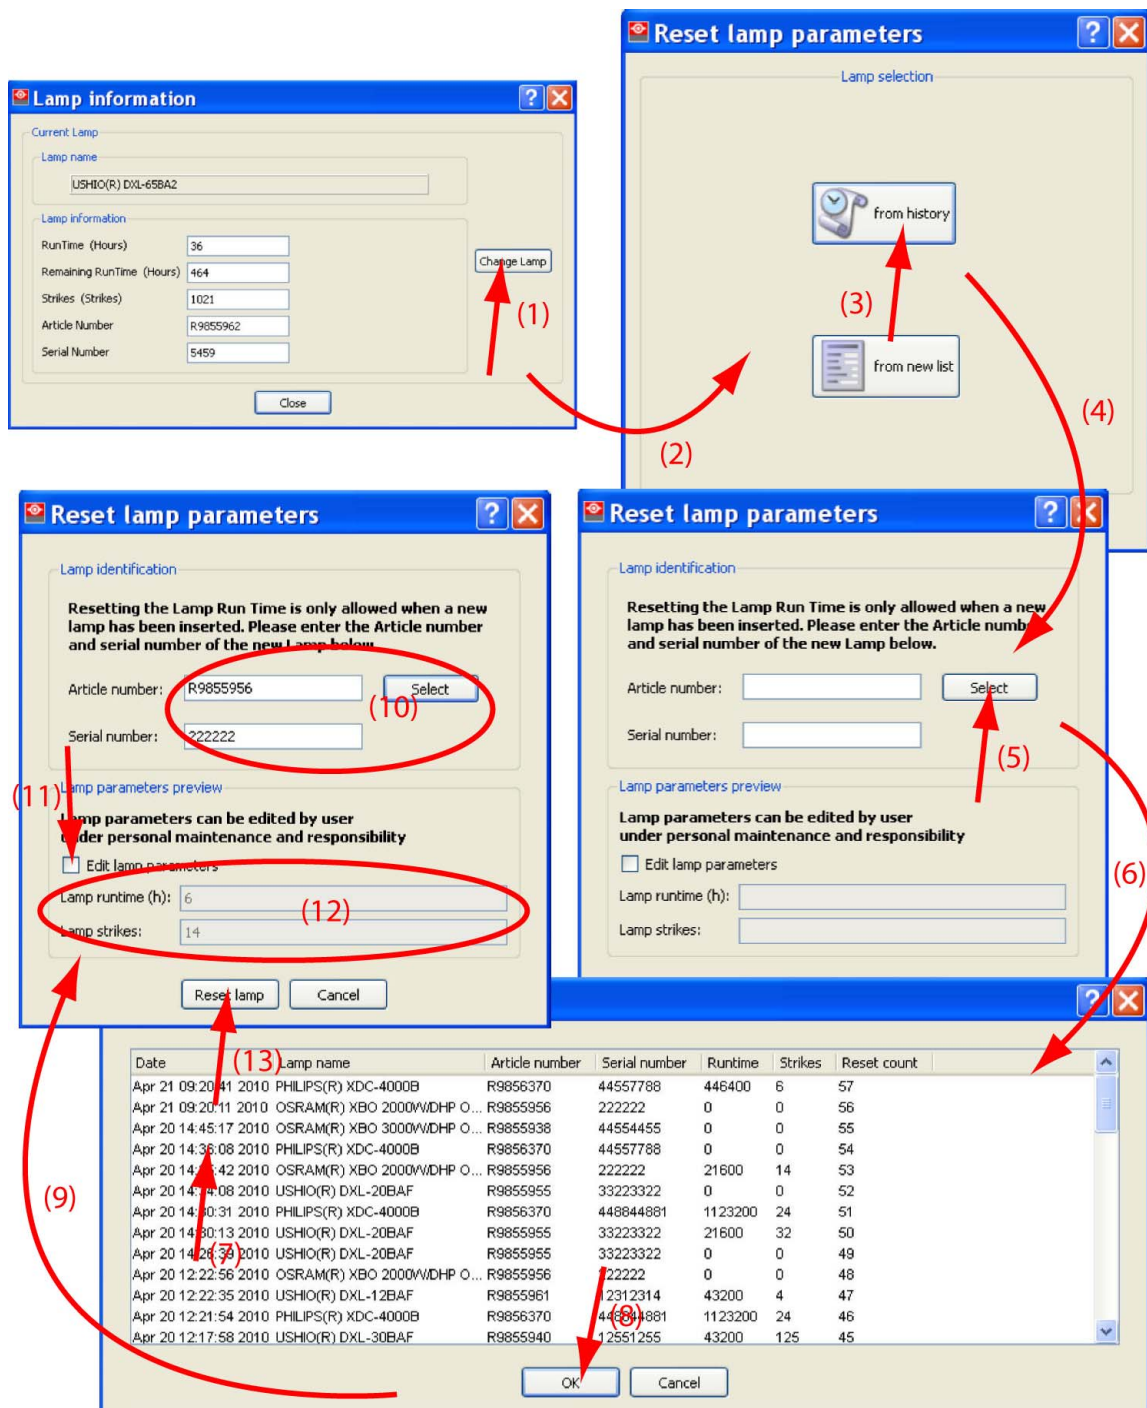 Lamp information
Current Lamp
Lamp name
USHIO(R) DXL-65BA2
Lamp information
RunTime (Hours) 36
Remaining RunTime (Hours) 464
Strikes (Strikes) 1021
Article Number R9855962
Serial Number 5459
Change Lamp
Close
(1)
(2)
Reset lamp parameters
Lamp selection
from history
(3)
from new list
(4)
Reset lamp parameters
Lamp identification
Resetting the Lamp Run Time is only allowed when a new
lamp has been inserted. Please enter the Article number
and serial number of the new Lamp below.
Article number: R9855956 Select
(10)
Serial number: 222222
(11)
Lamp parameters preview
Lamp parameters can be edited by user
under personal maintenance and responsibility
Edit lamp parameters
Lamp runtime (h): 6
(12)
Lamp strikes: 14
Reset lamp Cancel
(13)
Reset lamp parameters
Lamp identification
Resetting the Lamp Run Time is only allowed when a new
lamp has been inserted. Please enter the Article number
and serial number of the new Lamp below.
Article number: Select
Serial number:
(5)
Lamp parameters preview
Lamp parameters can be edited by user
under personal maintenance and responsibility
Edit lamp parameters
Lamp runtime (h):
Lamp strikes:
(6)
Date Lamp name Article number Serial number Runtime Strikes Reset count
Apr 21 09:20:41 2010 PHILIPS(R) XDC-4000B R9856370 44557788 446400 6 57
Apr 21 09:20:11 2010 OSRAM(R) XBO 2000W/DHP O... R9855956 222222 0 0 56
Apr 20 14:45:17 2010 OSRAM(R) XBO 3000W/DHP O... R9855938 44554455 0 0 55
Apr 20 14:36:08 2010 PHILIPS(R) XDC-4000B R9856370 44557788 0 0 54
Apr 20 :42 2010 OSRAM(R) XBO 2000W/DHP O... R9855956 222222 21600 14 53
Apr 20 :08 2010 USHIO(R) DXL-20BAF R9855955 33223322 0 0 52
Apr 20 14:30:31 2010 PHILIPS(R) XDC-4000B R9856370 448844881 1123200 24 51
Apr 20 14:30:13 2010 USHIO(R) DXL-20BAF R9855955 33223322 21600 32 50
Apr 20 14:28:39 2010 USHIO(R) DXL-20BAF R9855955 33223322 0 0 49
Apr 20 12:22:56 2010 OSRAM(R) XBO 2000W/DHP O... R9855956 222222 0 0 48
Apr 20 12:22:35 2010 USHIO(R) DXL-12BAF R9855961 12312314 43200 4 47
Apr 20 12:21:54 2010 PHILIPS(R) XDC-4000B R9856370 448844881 1123200 24 46
Apr 20 12:17:58 2010 USHIO(R) DXL-30BAF R9855940 12551255 43200 125 45
(7)
(8)
(9)
OK Cancel